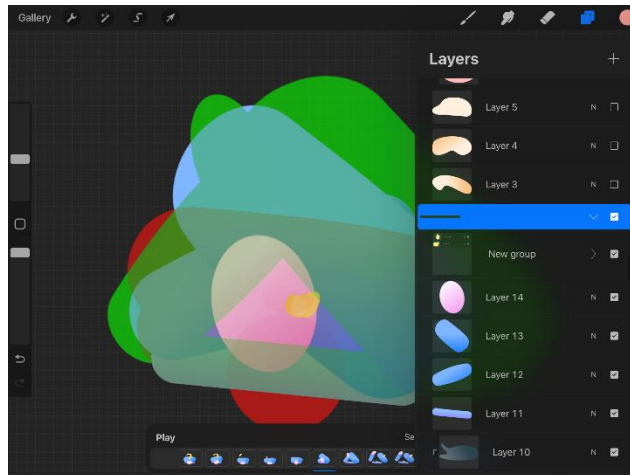 Gallery
Layers
Layer 5 N
Layer 4 N
Layer 3 N
New group
Layer 14 N
Layer 13 N
Layer 12 N
Layer 11 N
Layer 10 N
Play
Se